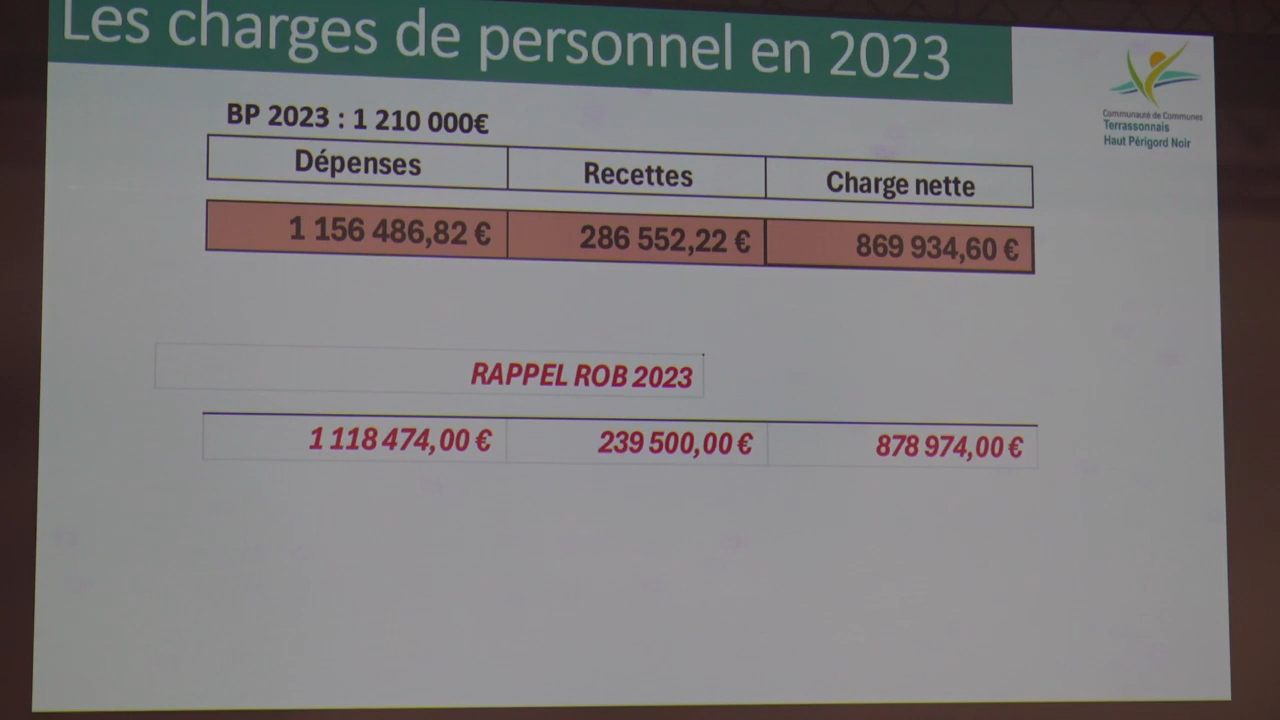 Les charges de personnel en 2023
Communauté de Communes
Terrassonnais
Haut Périgord Noir
BP 2023 : 1 210 000€
Dépenses Recettes Charge nette
1 156 486,82 € 286 552,22 € 869 934,60 €
RAPPEL ROB 2023
1 118 474,00 € 239 500,00 € 878 974,00 €